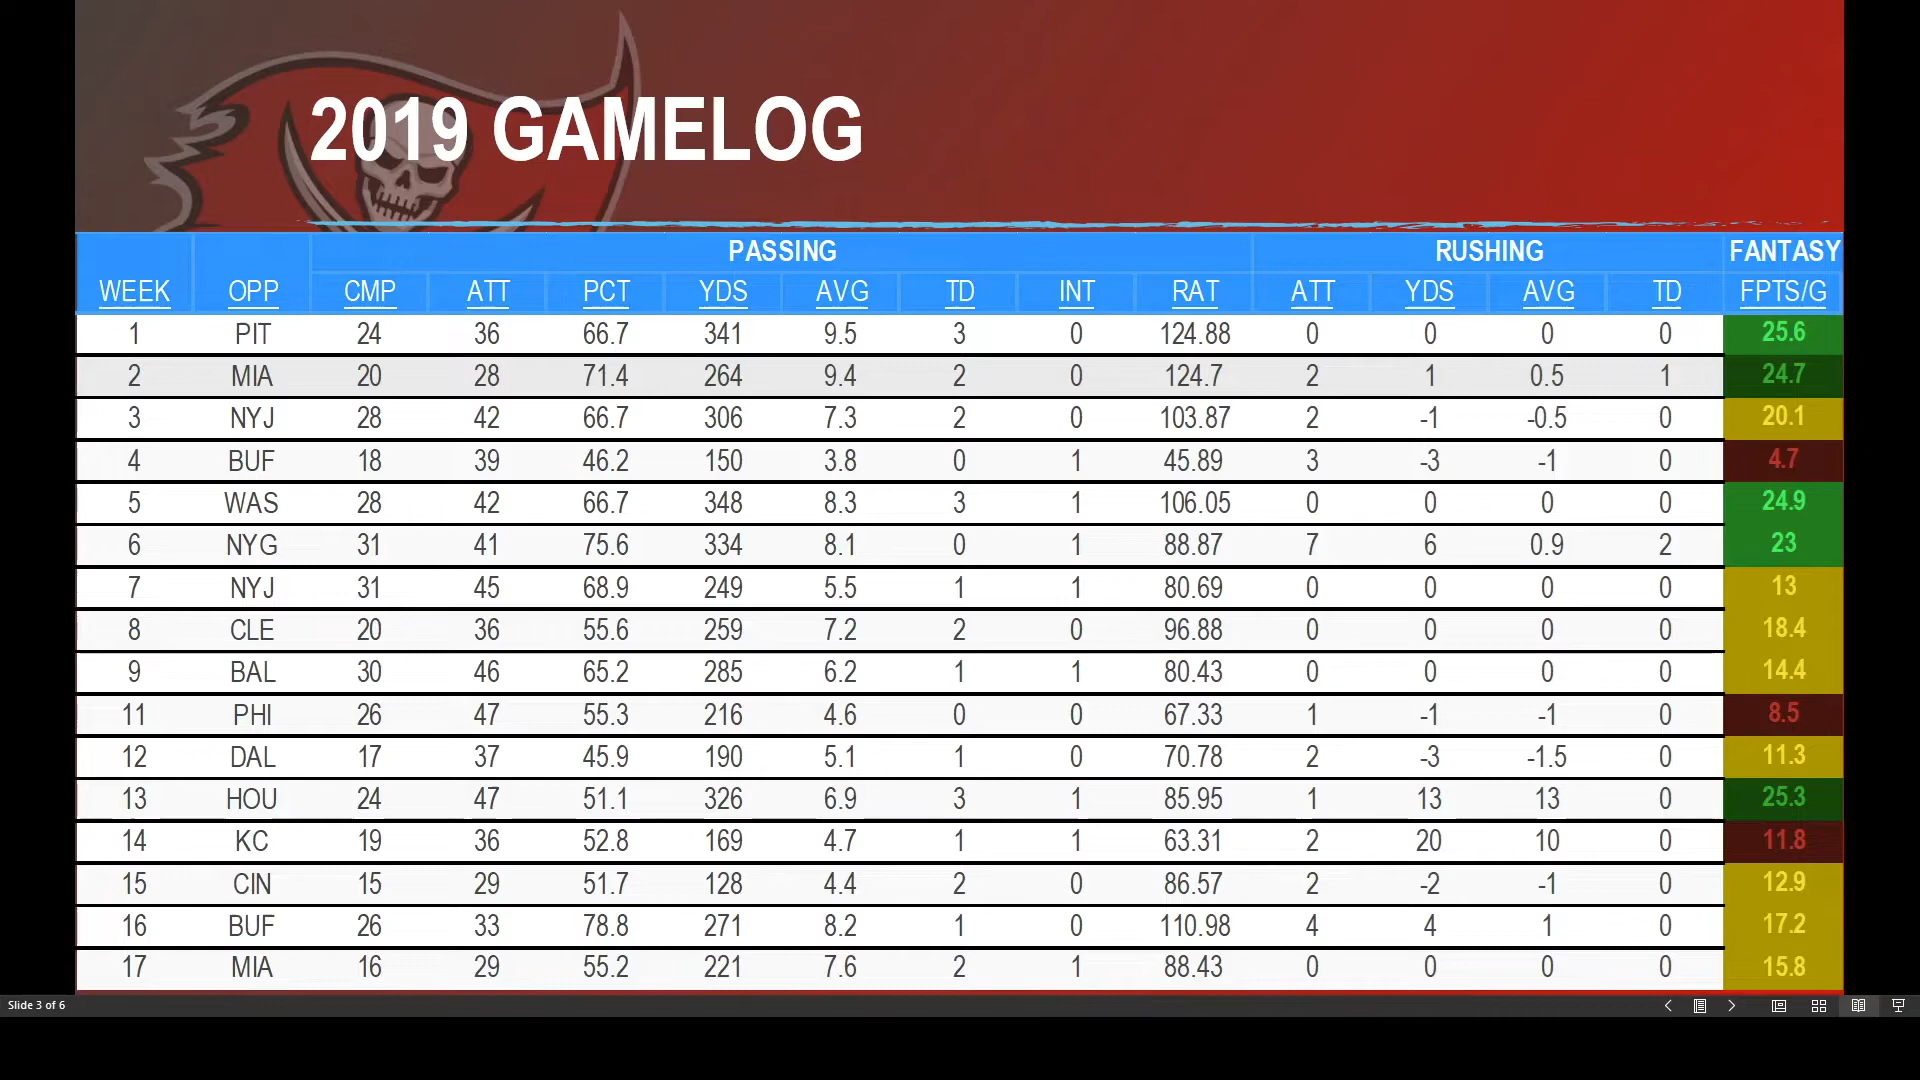 2019 GAMELOG
PASSING RUSHING FANTASY
WEEK OPP CMP ATT PCT YDS AVG TD INT RAT ATT YDS AVG TD FPTS/G
1 PIT 24 36 66.7 341 9.5 3 0 124.88 0 0 0 0 25.6
2 MIA 20 28 71.4 264 9.4 2 0 124.7 2 1 0.5 1 24.7
3 NYJ 28 42 66.7 306 7.3 2 0 103.87 2 -1 -0.5 0 20.1
4 BUF 18 39 46.2 150 3.8 0 1 45.89 3 -3 -1 0 4.7
5 WAS 28 42 66.7 348 8.3 3 1 106.05 0 0 0 0 24.9
6 NYG 31 41 75.6 334 8.1 0 1 88.87 7 6 0.9 2 23
7 NYJ 31 45 68.9 249 5.5 1 1 80.69 0 0 0 0 13
8 CLE 20 36 55.6 259 7.2 2 0 96.88 0 0 0 0 18.4
9 BAL 30 46 65.2 285 6.2 1 1 80.43 0 0 0 0 14.4
11 PHI 26 47 55.3 216 4.6 0 0 67.33 1 -1 -1 0 8.5
12 DAL 17 37 45.9 190 5.1 1 0 70.78 2 -3 -1.5 0 11.3
13 HOU 24 47 51.1 326 6.9 3 1 85.95 1 13 13 0 25.3
14 KC 19 36 52.8 169 4.7 1 1 63.31 2 20 10 0 11.8
15 CIN 15 29 51.7 128 4.4 2 0 86.57 2 -2 -1 0 12.9
16 BUF 26 33 78.8 271 8.2 1 0 110.98 4 4 1 0 17.2
17 MIA 16 29 55.2 221 7.6 2 1 88.43 0 0 0 0 15.8
Slide 3 of 6